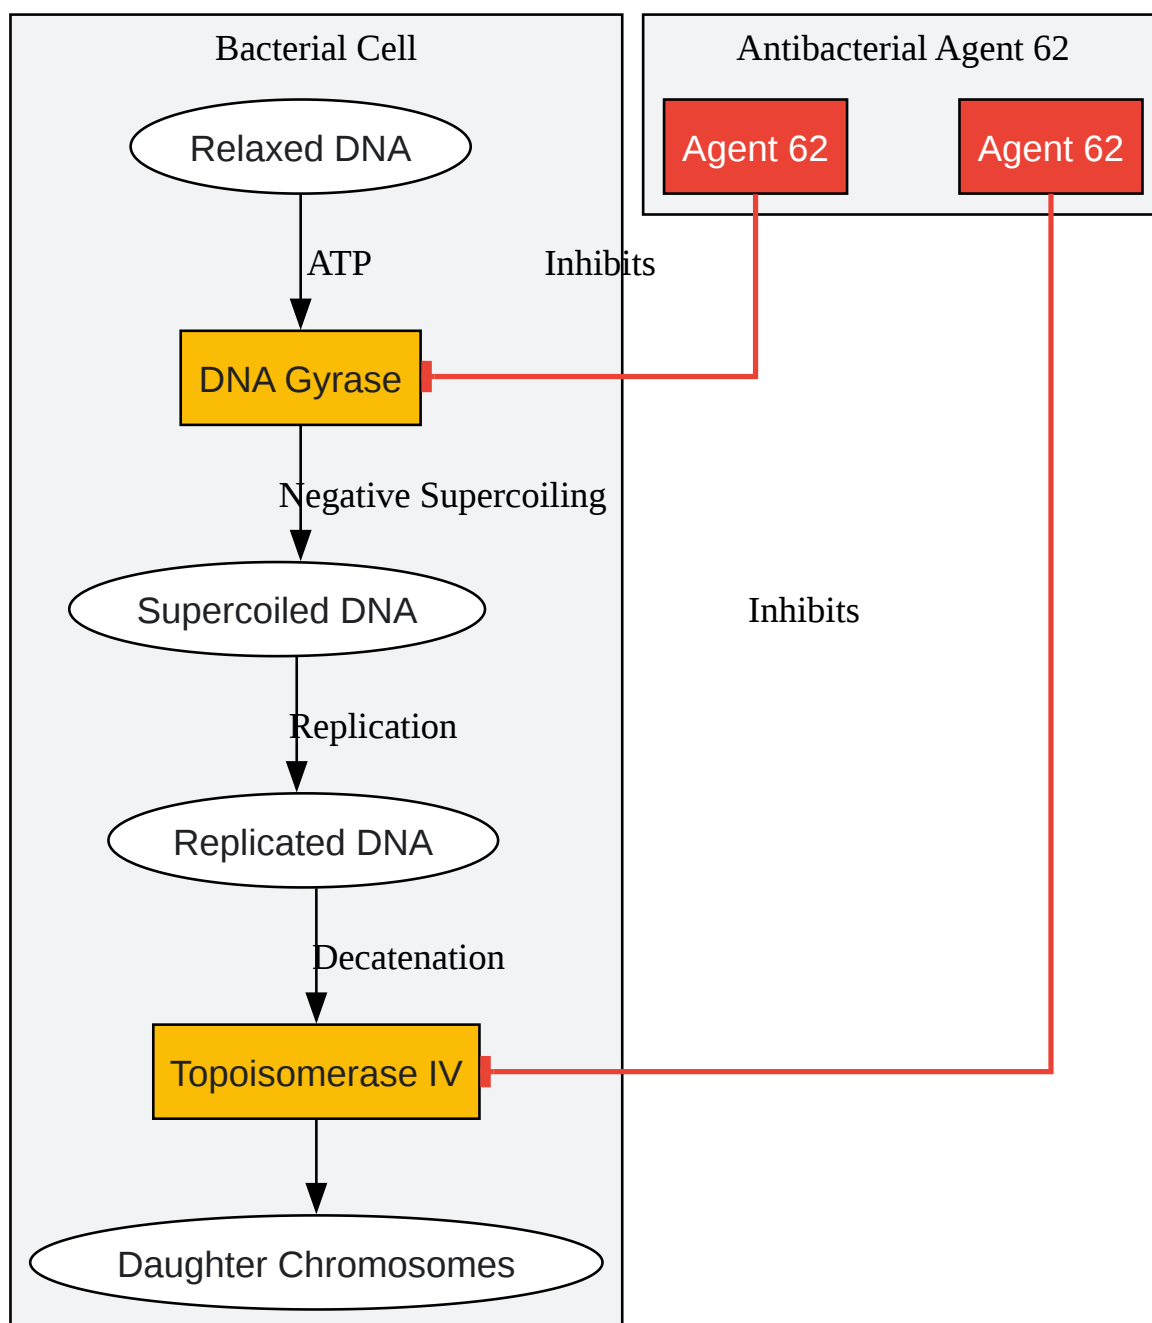 Bacterial Cell
Antibacterial Agent 62
Relaxed DNA
Agent 62
Agent 62
ATP
Inhibits
DNA Gyrase
Negative Supercoiling
Supercoiled DNA
Inhibits
Replication
Replicated DNA
Decatenation
Topoisomerase IV
Daughter Chromosomes